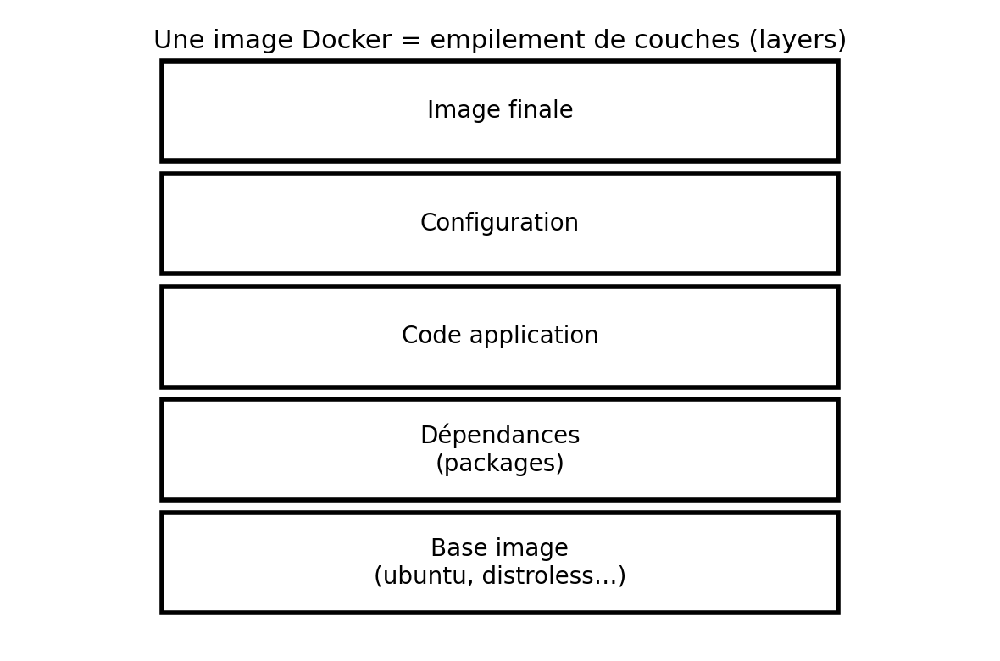 Une image Docker = empilement de couches (layers)
Image finale
Configuration
Code application
Dépendances
(packages)
Base image
(ubuntu, distroless…)